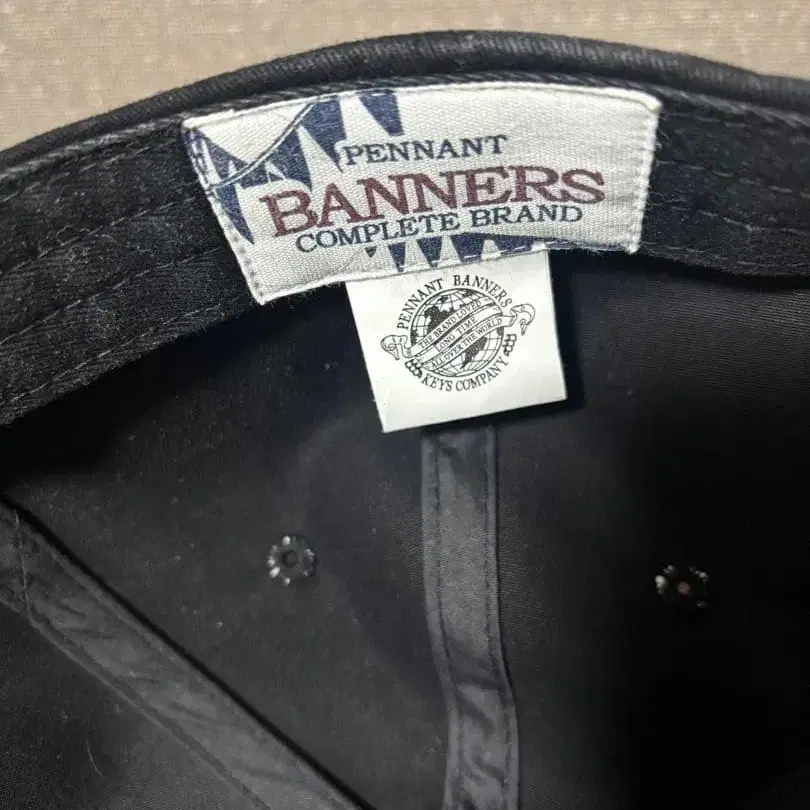 PENNANT
BANNERS
COMPLETE BRAND
PENNANT BANNERS
THE BRAND LOVED
LONG TIME
ALL OVER THE WORLD
KEYS COMPANY